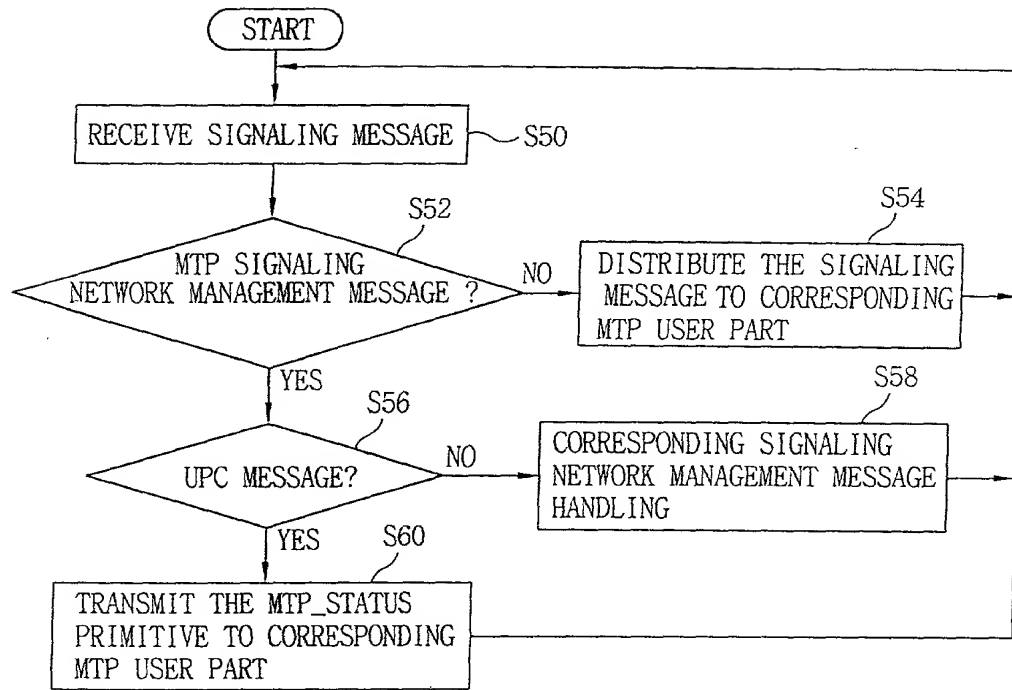 START
RECEIVE SIGNALING MESSAGE
S50
S52
MTP SIGNALING
NETWORK MANAGEMENT MESSAGE ?
NO
S54
DISTRIBUTE THE SIGNALING
MESSAGE TO CORRESPONDING
MTP USER PART
YES
S56
UPC MESSAGE?
NO
S58
CORRESPONDING SIGNALING
NETWORK MANAGEMENT MESSAGE
HANDLING
YES
S60
TRANSMIT THE MTP_STATUS
PRIMITIVE TO CORRESPONDING
MTP USER PART